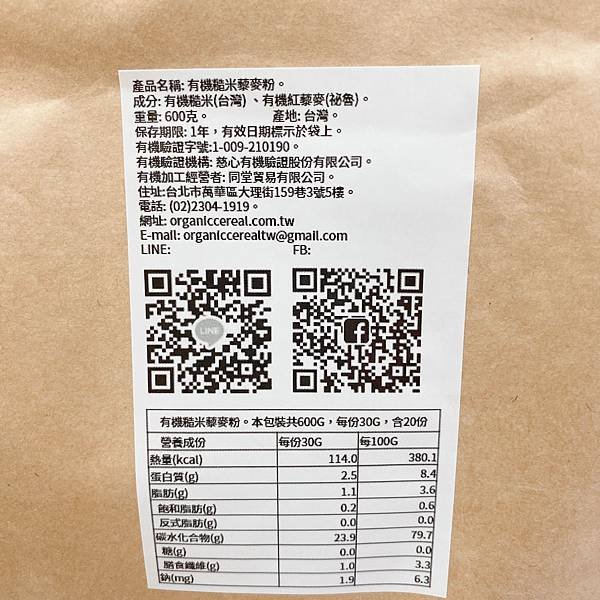 產品名稱: 有機糙米藜麥粉。
成分: 有機糙米(台灣) 、有機紅藜麥(祕魯)。
重量: 600克。 產地: 台灣。
保存期限: 1年，有效日期標示於袋上。
有機驗證字號:1-009-210190。
有機驗證機構: 慈心有機驗證股份有限公司。
有機加工經營者: 同堂貿易有限公司。
住址:台北市萬華區大理街159巷3號5樓。
電話: (02)2304-1919。
網址: organiccereal.com.tw
E-mail: organiccerealtw@gmail.com
LINE: FB:
LINE
有機糙米藜麥粉。本包裝共600G，每份30G，含20份
營養成份 每份30G 每100G
熱量(kcal) 114.0 380.1
蛋白質(g) 2.5 8.4
脂肪(g) 1.1 3.6
飽和脂肪(g) 0.2 0.6
反式脂肪(g) 0.0 0.0
碳水化合物(g) 23.9 79.7
糖(g) 0.0 0.0
膳食纖維(g) 1.0 3.3
鈉(mg) 1.9 6.3